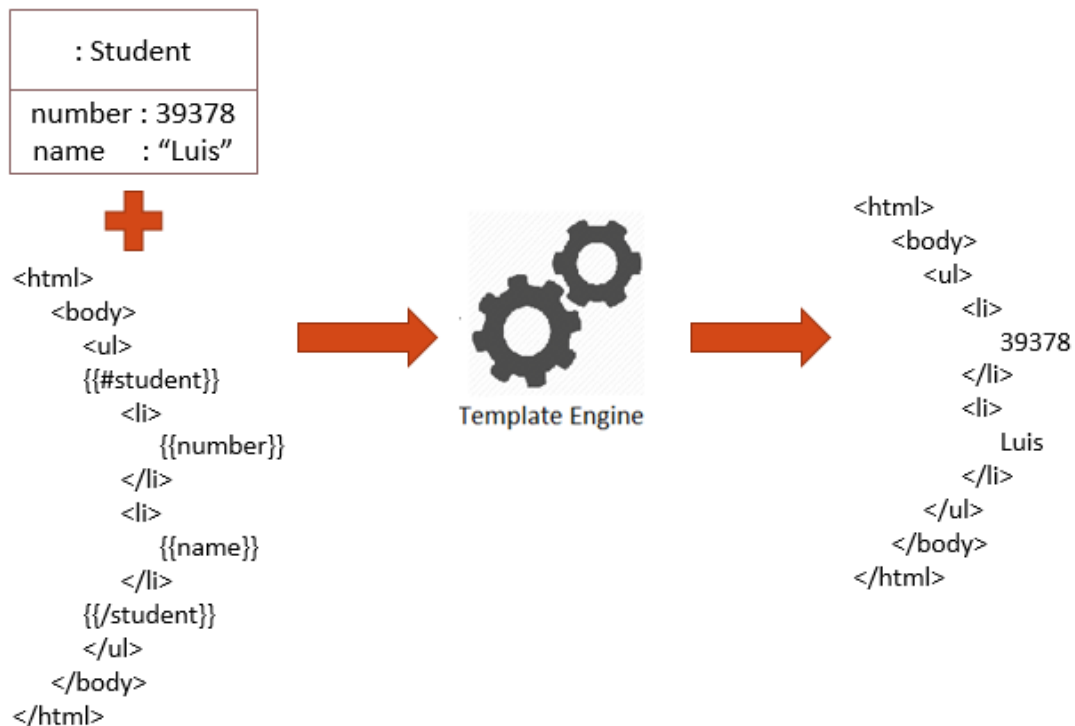 : Student
number : 39378
name : “Luis”
<html>
<body>
<ul>
{{#student}}
<li>
{{number}}
</li>
<li>
{{name}}
</li>
{{/student}}
</ul>
</body>
</html>
Template Engine
<html>
<body>
<ul>
<li>
39378
</li>
<li>
Luis
</li>
</ul>
</body>
</html>